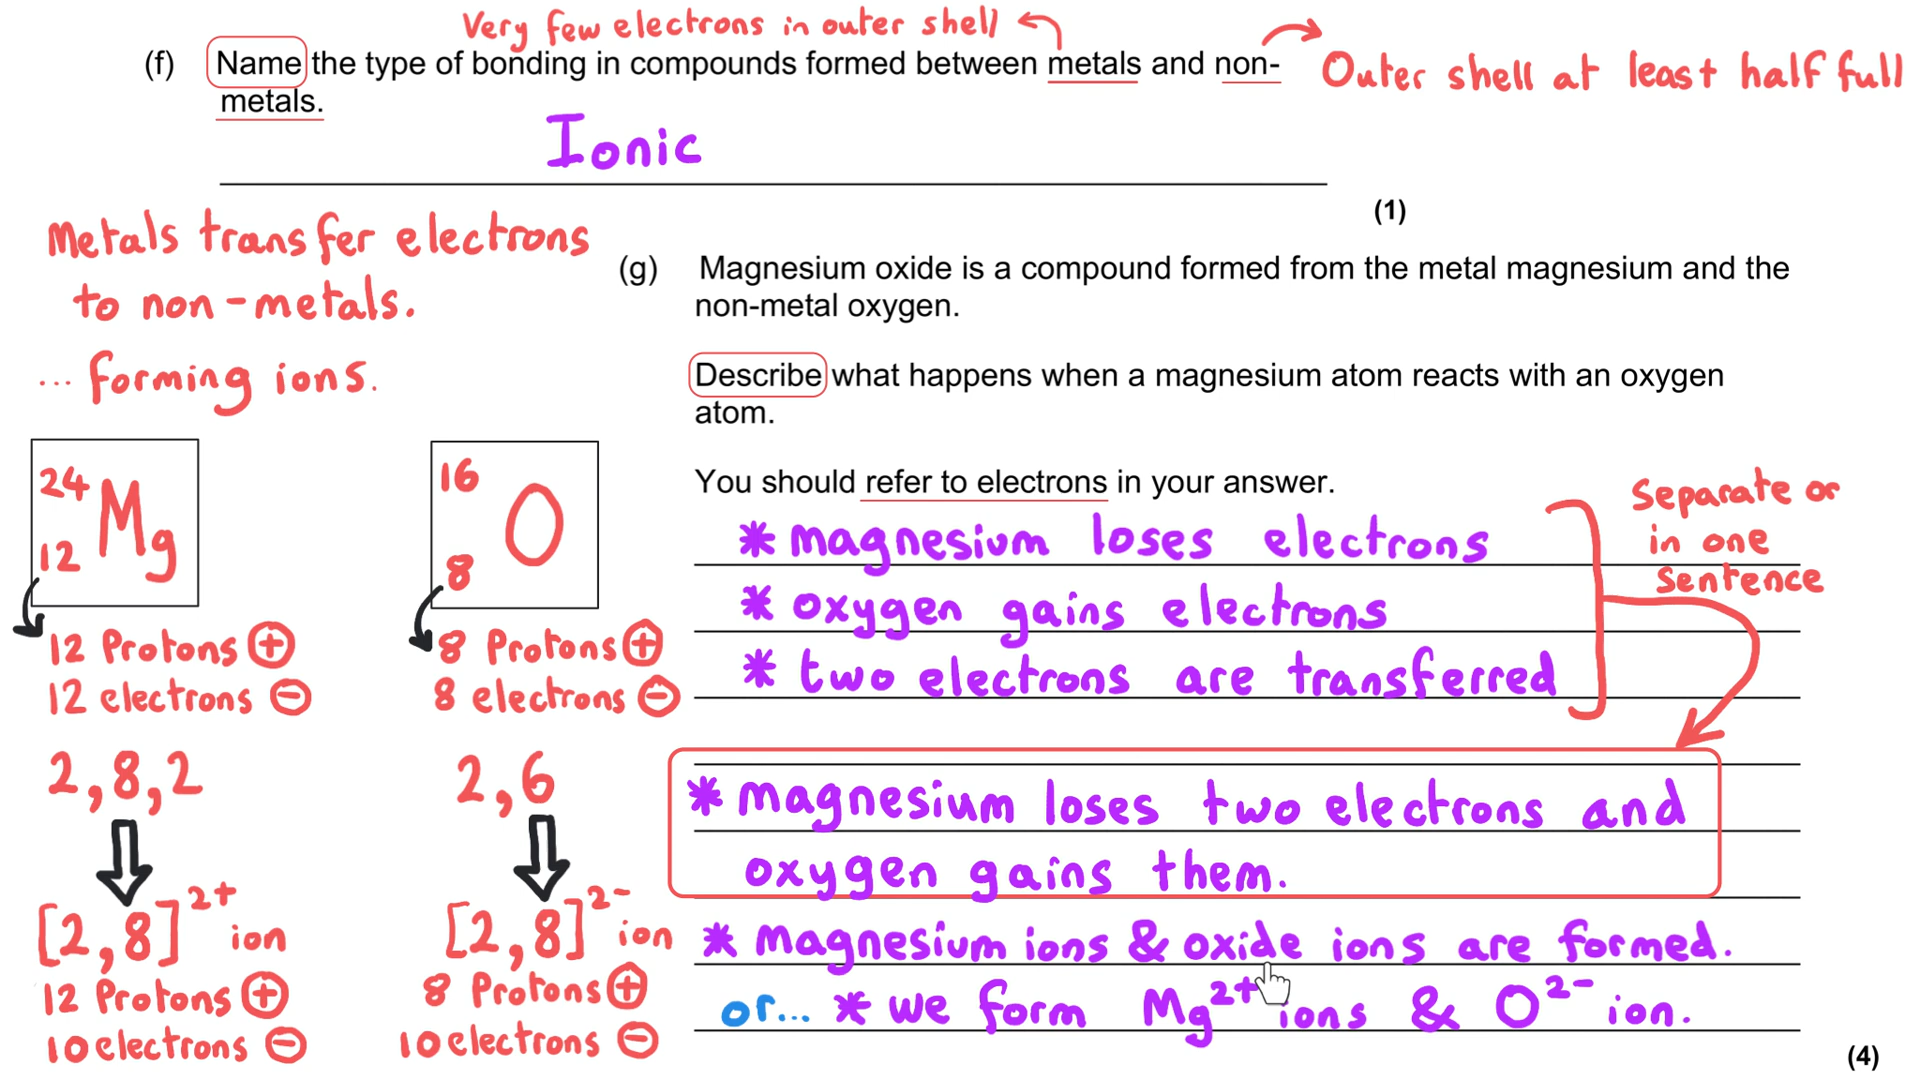 Very few electrons in outer shell
(f) Name the type of bonding in compounds formed between metals and non-
metals.
Outer shell at least half full
Ionic
(1)
Metals transfer electrons
to non-metals.
... forming ions.
(g) Magnesium oxide is a compound formed from the metal magnesium and the
non-metal oxygen.
Describe what happens when a magnesium atom reacts with an oxygen
atom.
You should refer to electrons in your answer.
24
Mg
12
12 Protons +
12 electrons −
2,8,2
[2,8]2+ ion
12 Protons +
10 electrons −
16
O
8
8 Protons +
8 electrons −
2,6
[2,8]2- ion
8 Protons +
10 electrons −
* magnesium loses electrons
* oxygen gains electrons
* two electrons are transferred
Separate or
in one
sentence
* magnesium loses two electrons and
oxygen gains them.
* magnesium ions & oxide ions are formed.
or... * we form Mg2+ ions & O2- ion.
(4)